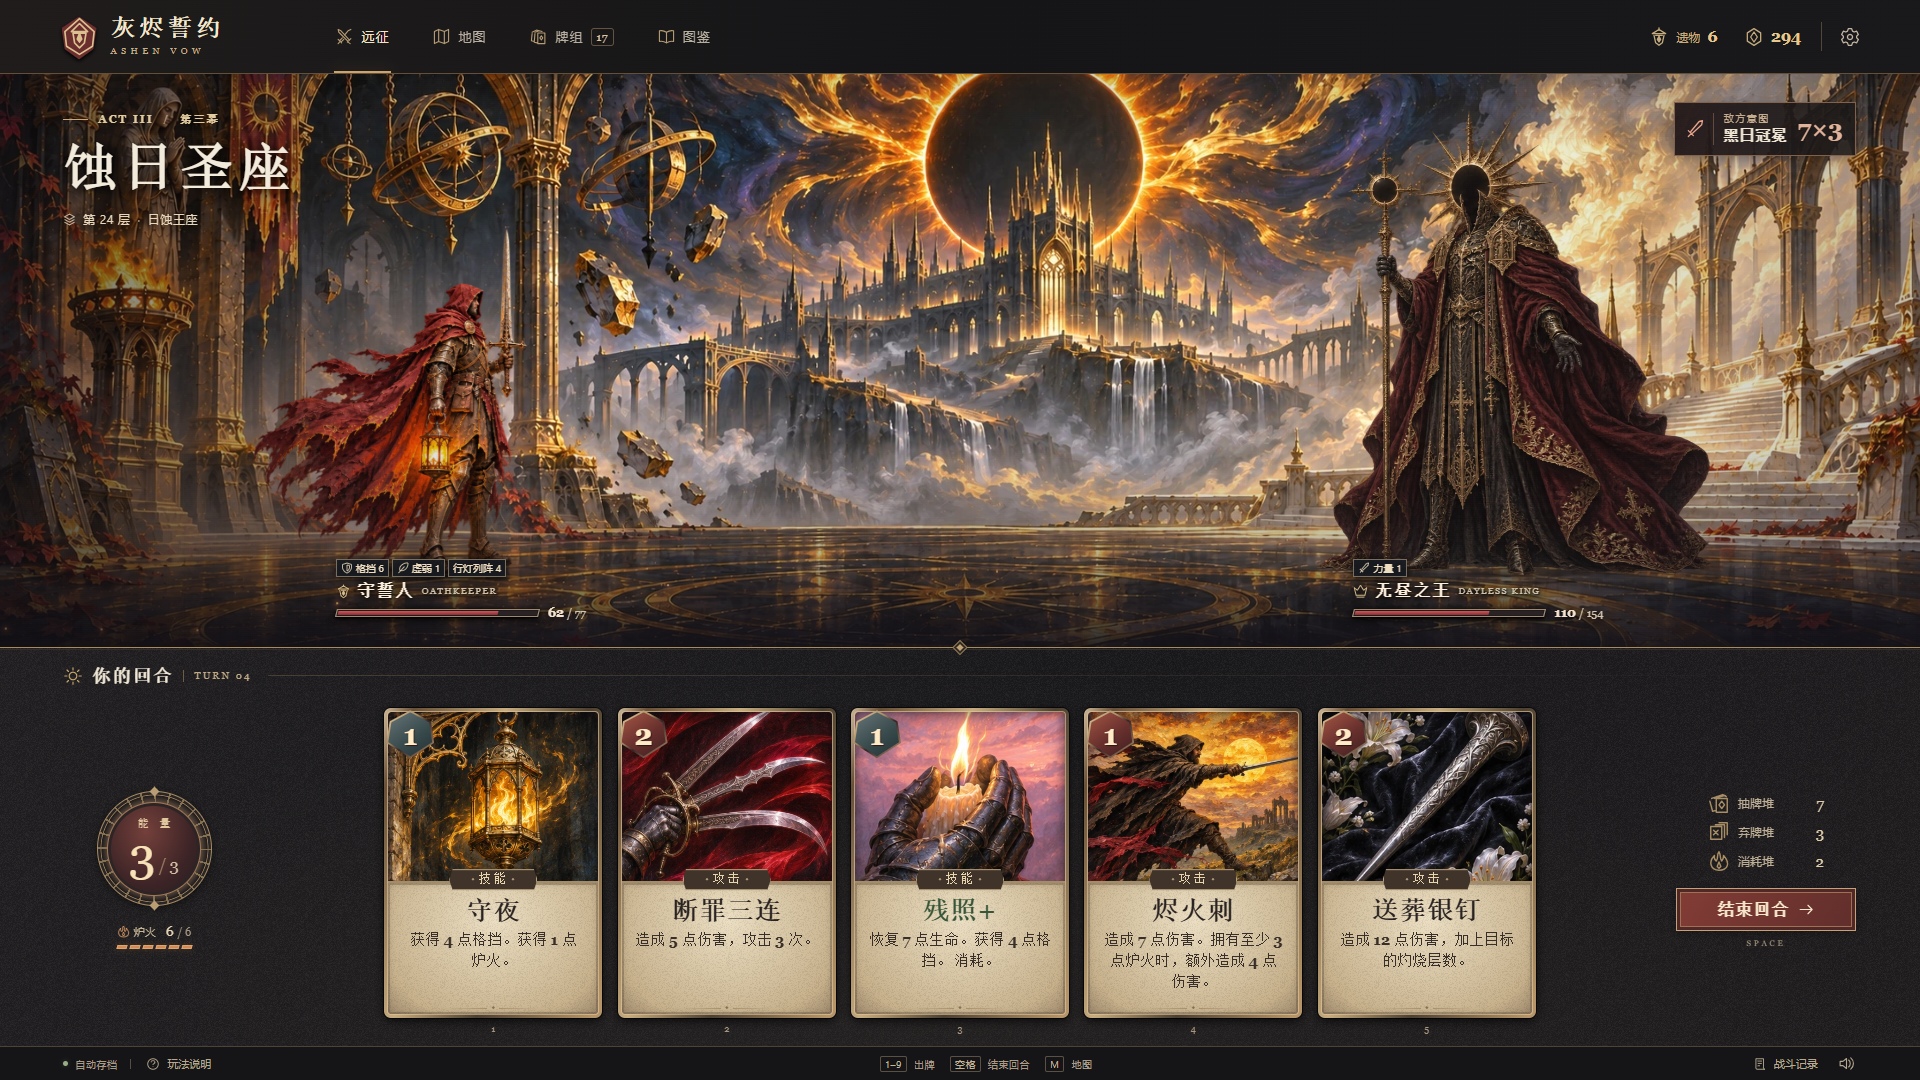 灰烬誓约
ASHEN VOW
远征
地图
牌组 17
图鉴
遗物 6
294
ACT III / 第三幕
蚀日圣座
第 24 层 · 日蚀王座
敌方意图
黑日冠冕 7×3
格挡 6
虚弱 1
行灯列阵 4
守誓人 OATHKEEPER
62 / 77
力量 1
无昼之王 DAYLESS KING
110 / 154
你的回合 | TURN 04
能量
3 / 3
炉火 6 / 6
1
·技能·
守夜
获得 4 点格挡。获得 1 点
炉火。
1
2
·攻击·
断罪三连
造成 5 点伤害，攻击 3 次。
2
1
·技能·
残照+
恢复 7 点生命。获得 4 点格
挡。 消耗。
3
1
·攻击·
烬火刺
造成 7 点伤害。拥有至少 3
点炉火时，额外造成 4 点
伤害。
4
2
·攻击·
送葬银钉
造成 12 点伤害，加上目标
的灼烧层数。
5
抽牌堆 7
弃牌堆 3
消耗堆 2
结束回合 →
SPACE
自动存档
玩法说明
1–9 出牌
空格 结束回合
M 地图
战斗记录